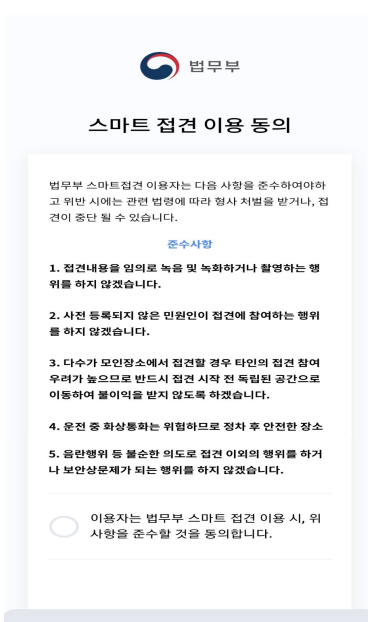 법무부
스마트 접견 이용 동의
법무부 스마트접견 이용자는 다음 사항을 준수하여야하
고 위반 시에는 관련 법령에 따라 형사 처벌을 받거나, 접
견이 중단 될 수 있습니다.
준수사항
1. 접견내용을 임의로 녹음 및 녹화하거나 촬영하는 행
위를 하지 않겠습니다.
2. 사전 등록되지 않은 민원인이 접견에 참여하는 행위
를 하지 않겠습니다.
3. 다수가 모인장소에서 접견할 경우 타인의 접견 참여
우려가 높으므로 반드시 접견 시작 전 독립된 공간으로
이동하여 불이익을 받지 않도록 하겠습니다.
4. 운전 중 화상통화는 위험하므로 정차 후 안전한 장소
5. 음란행위 등 불순한 의도로 접견 이외의 행위를 하거
나 보안상문제가 되는 행위를 하지 않겠습니다.
이용자는 법무부 스마트 접견 이용 시, 위
사항을 준수할 것을 동의합니다.